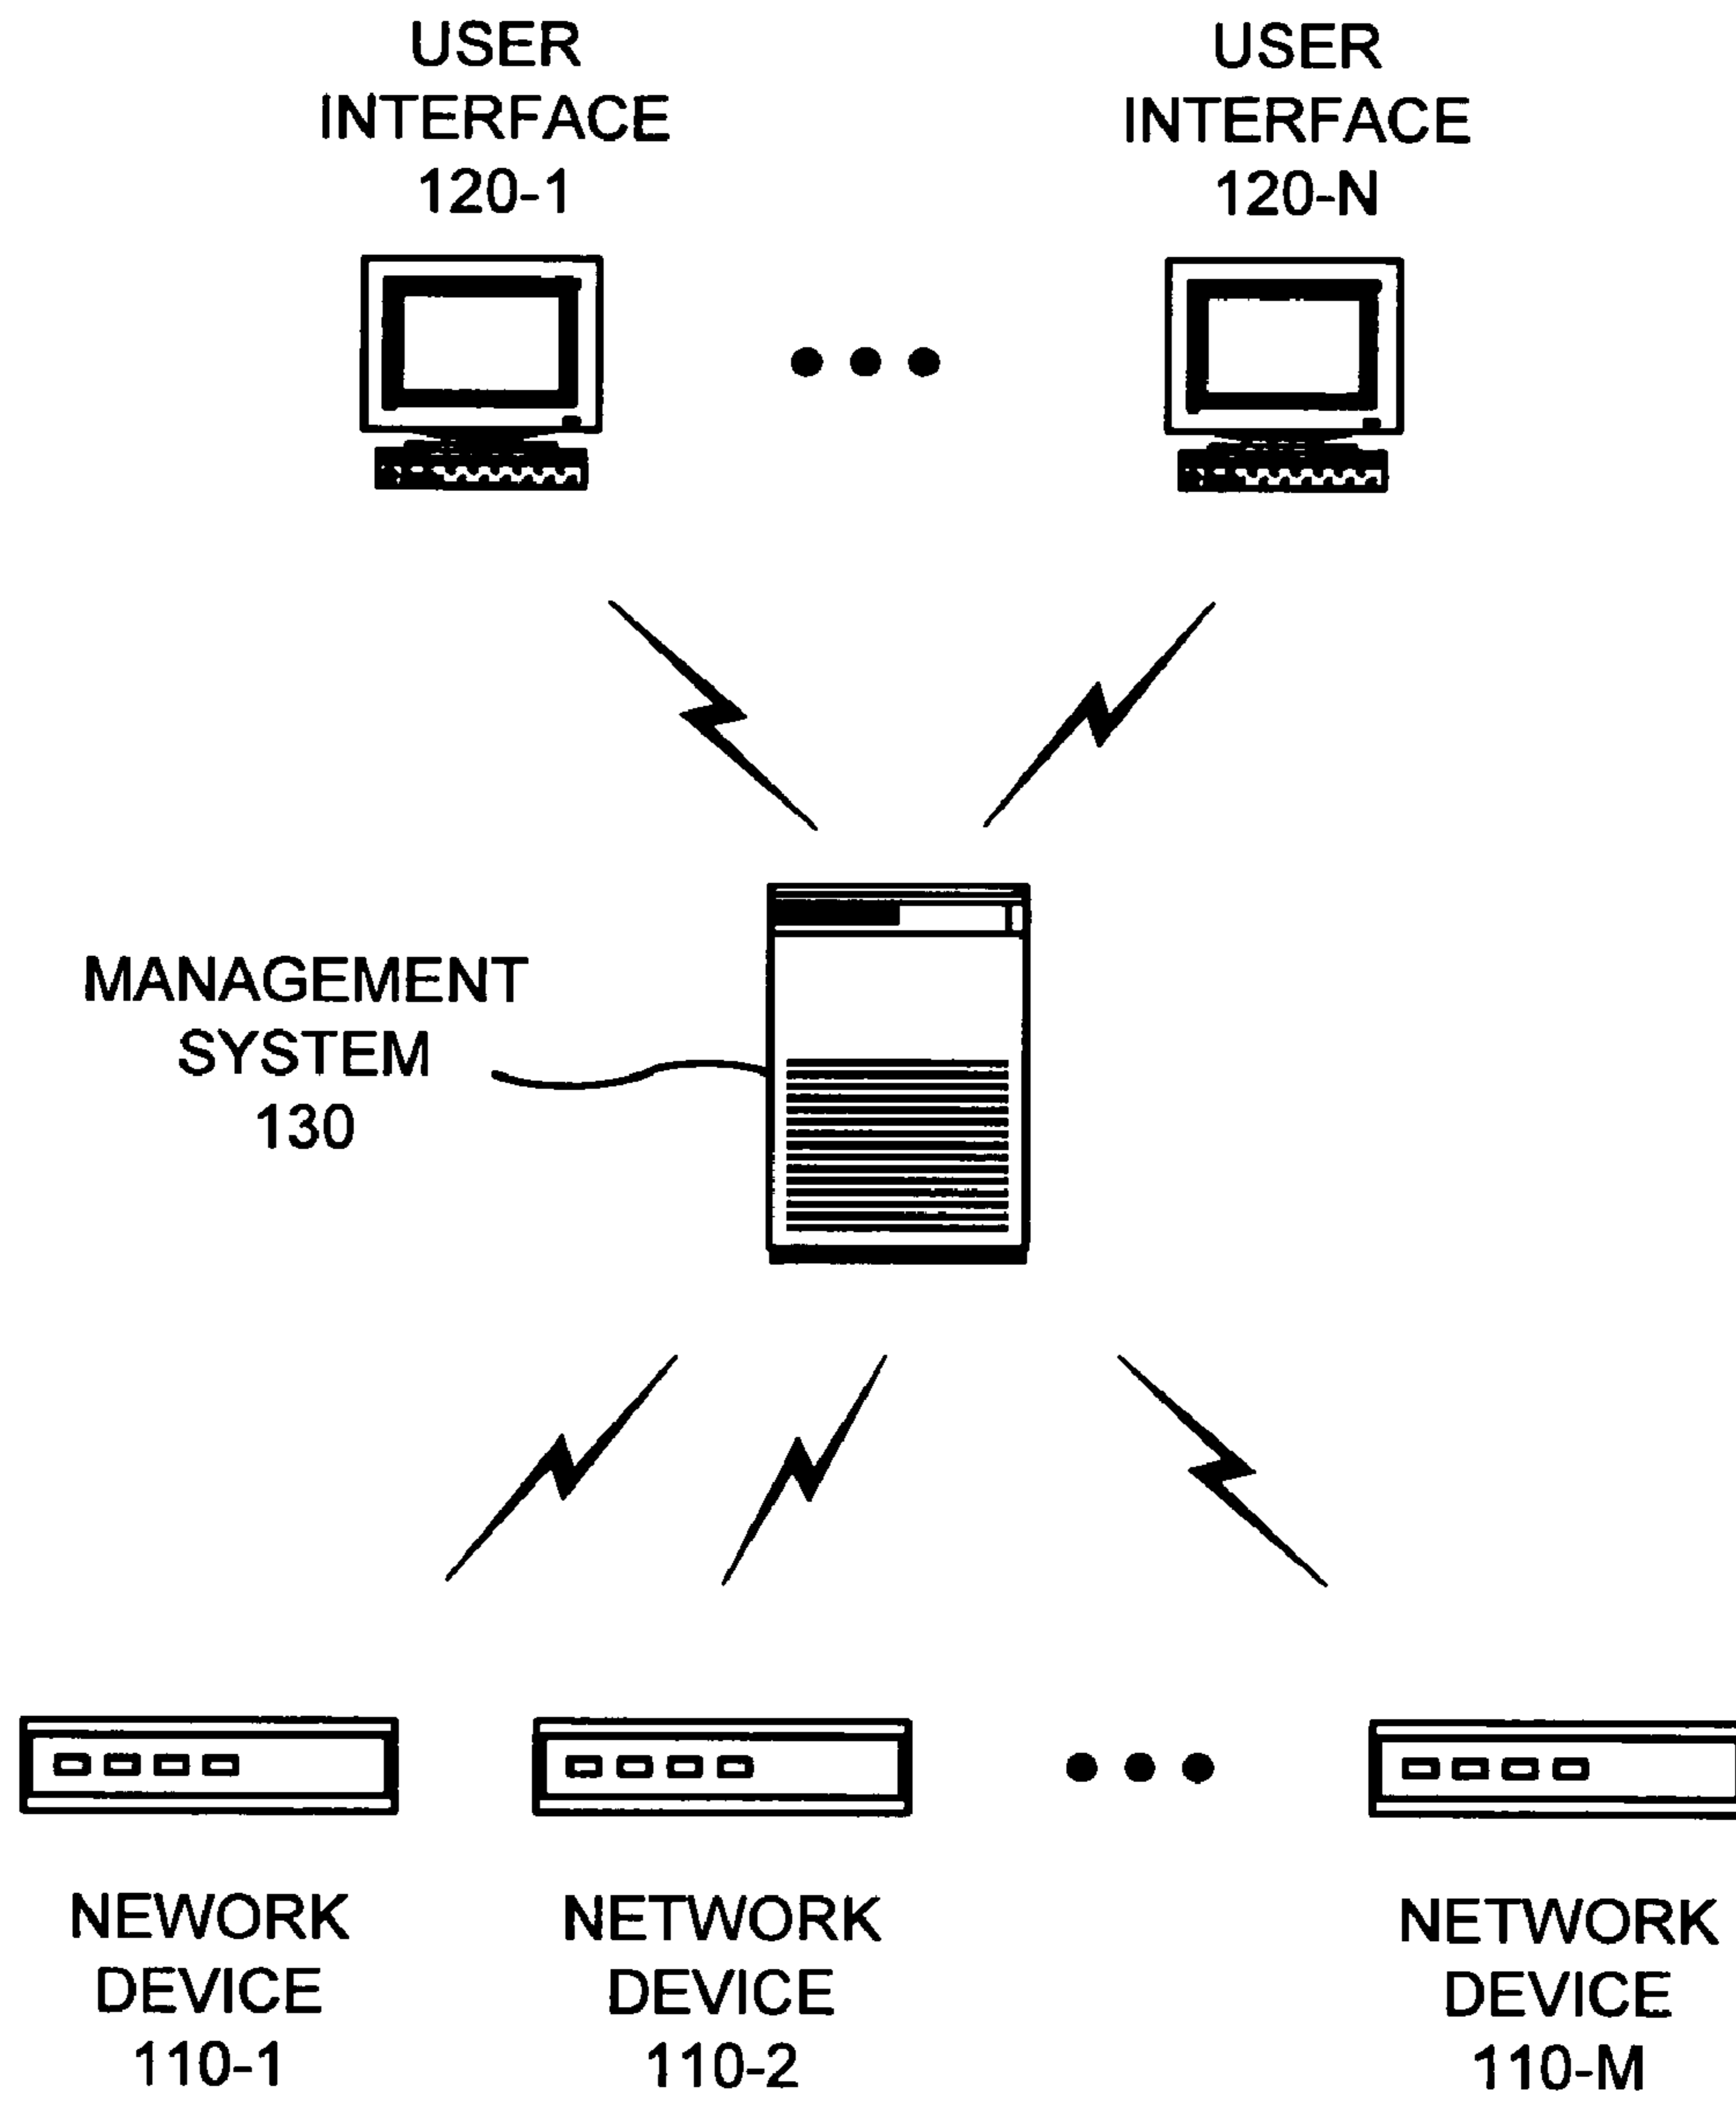 USER
INTERFACE
120-1
USER
INTERFACE
120-N
MANAGEMENT
SYSTEM
130
NEWORK
DEVICE
110-1
NETWORK
DEVICE
110-2
NETWORK
DEVICE
110-M